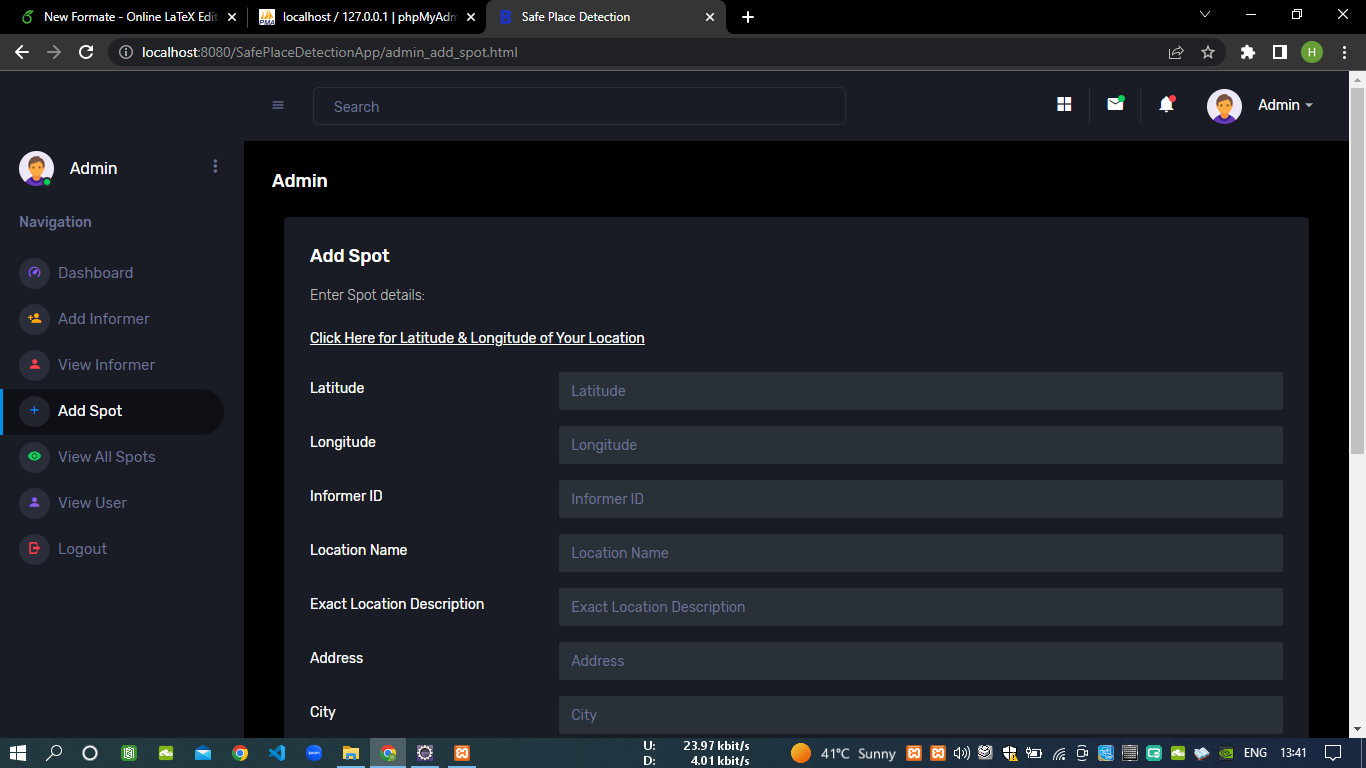 New Formate - Online LaTeX Edit
localhost / 127.0.0.1 | phpMyAdm
Safe Place Detection
localhost:8080/SafePlaceDetectionApp/admin_add_spot.html
H
Search
Admin
Admin
Navigation
Dashboard
Add Informer
View Informer
Add Spot
View All Spots
View User
Logout
Admin
Add Spot
Enter Spot details:
Click Here for Latitude & Longitude of Your Location
Latitude
Latitude
Longitude
Longitude
Informer ID
Informer ID
Location Name
Location Name
Exact Location Description
Exact Location Description
Address
Address
City
City
U: 23.97 kbit/s
D: 4.01 kbit/s
41°C Sunny
ENG
13:41